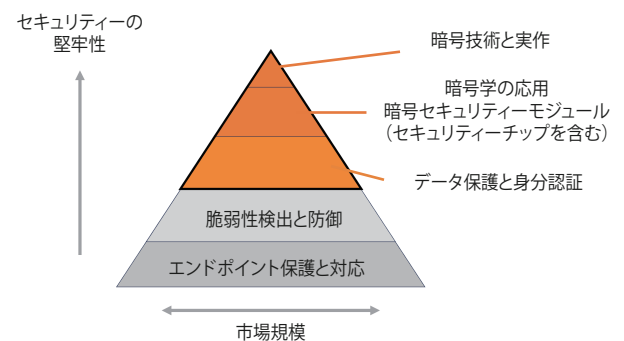 セキュリティーの
堅牢性
暗号技術と実作
暗号学の応用
暗号セキュリティーモジュール
（セキュリティーチップを含む）
データ保護と身分認証
脆弱性検出と防御
エンドポイント保護と対応
市場規模